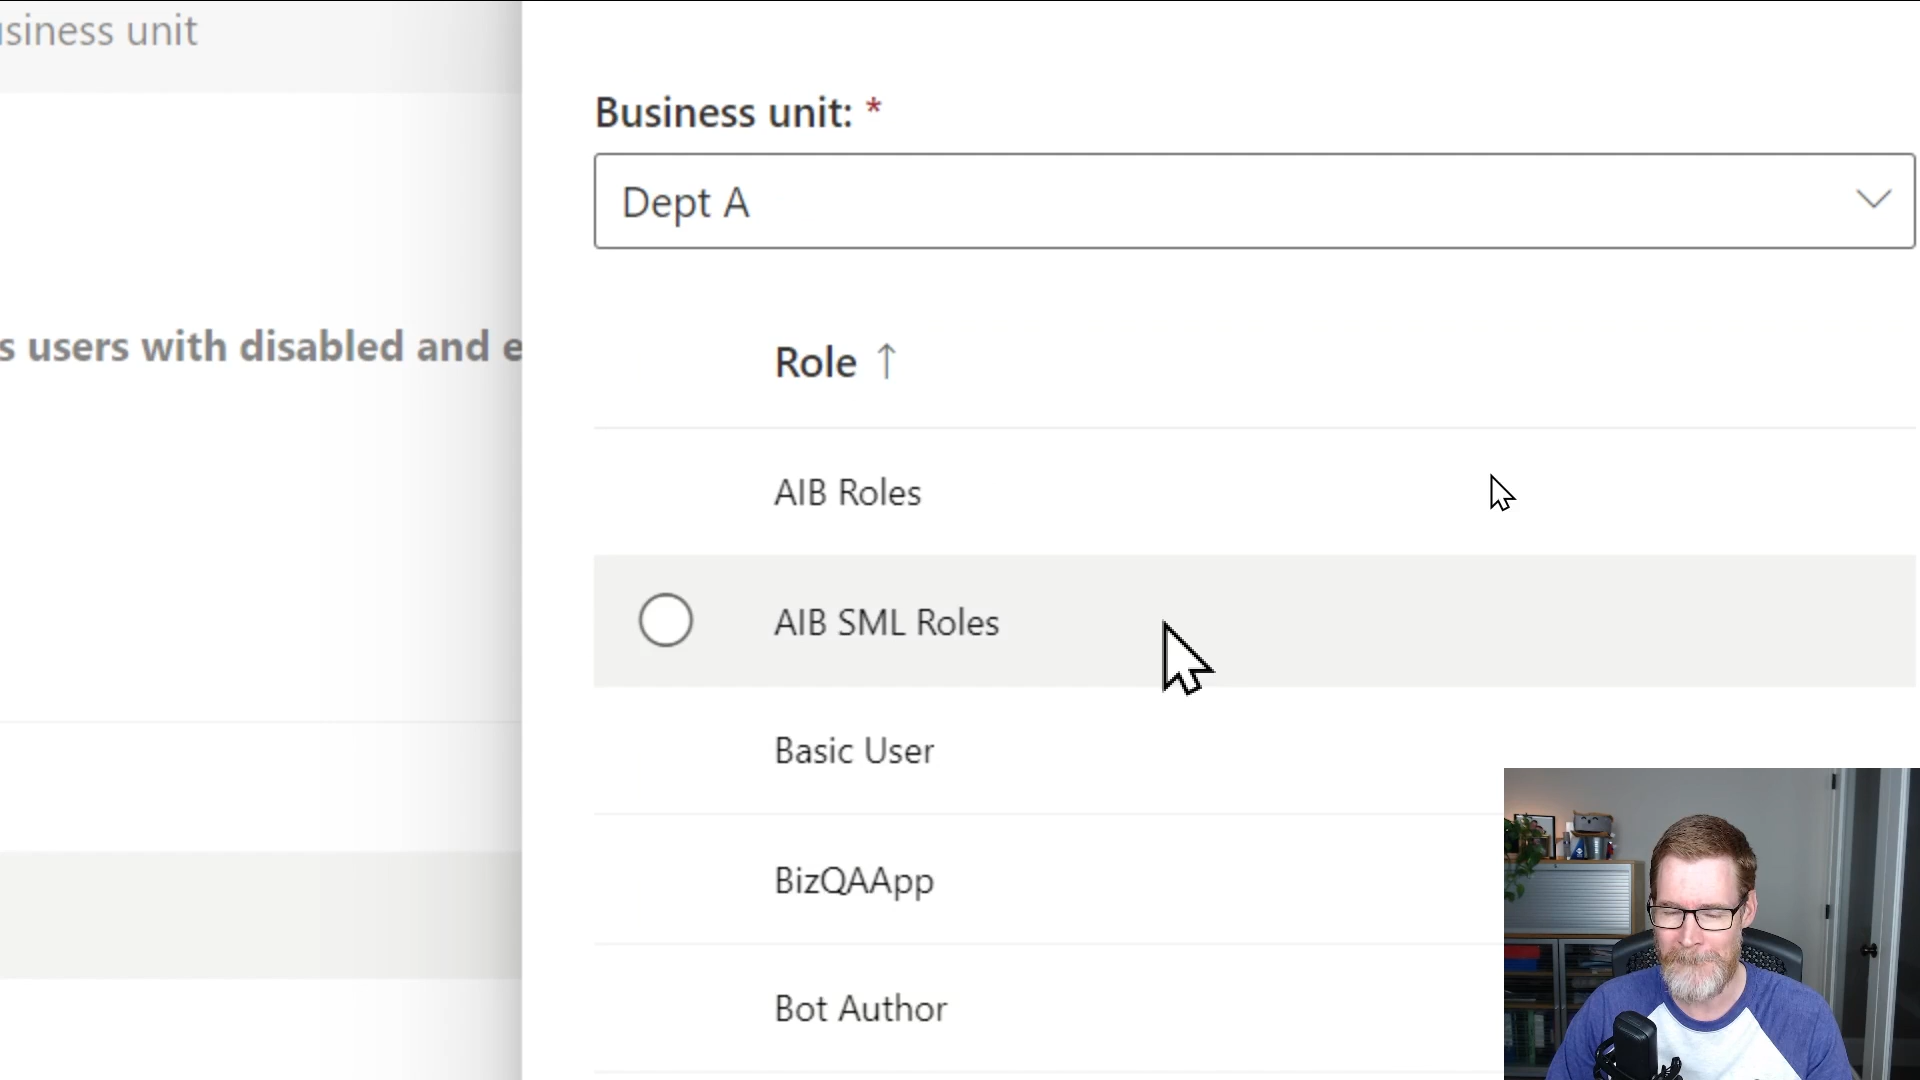 usiness unit
Business unit: *
Dept A
s users with disabled and e
Role ↑
AIB Roles
AIB SML Roles
Basic User
BizQAApp
Bot Author